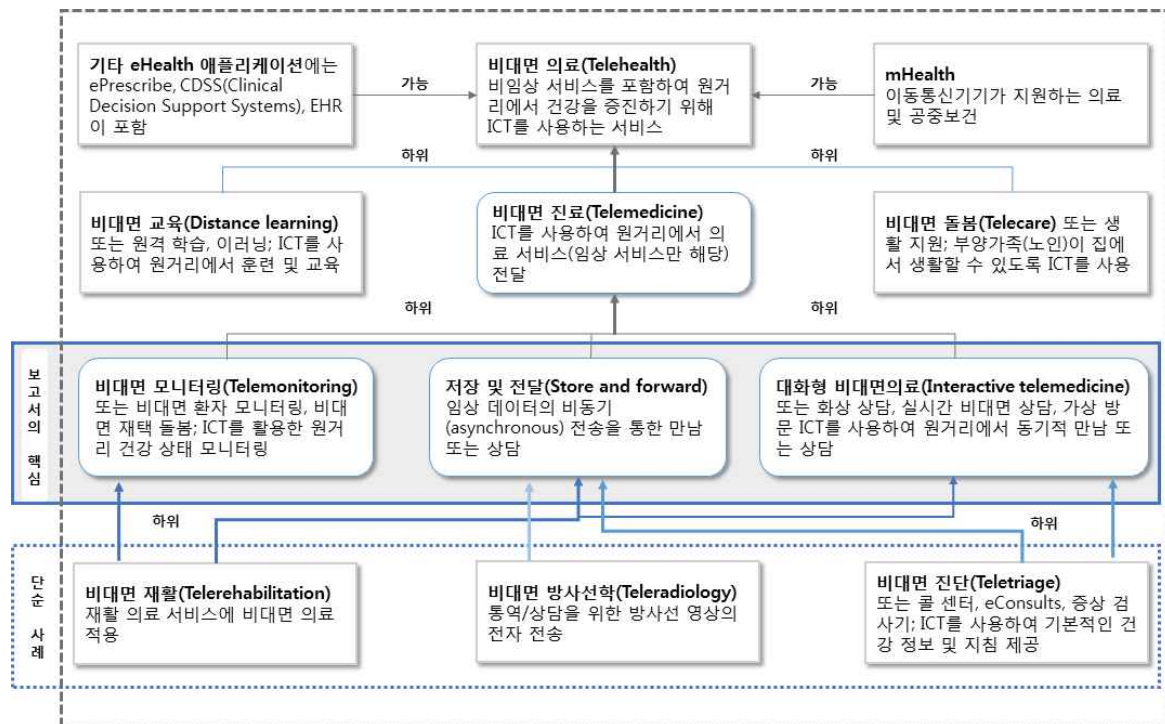 기타 eHealth 애플리케이션에는
ePrescribe, CDSS(Clinical
Decision Support Systems), EHR
이 포함
가능
비대면 의료(Telehealth)
비임상 서비스를 포함하여 원거
리에서 건강을 증진하기 위해
ICT를 사용하는 서비스
가능
mHealth
이동통신기기가 지원하는 의료
및 공중보건
하위
하위
비대면 교육(Distance learning)
또는 원격 학습, 이러닝; ICT를 사
용하여 원거리에서 훈련 및 교육
비대면 진료(Telemedicine)
ICT를 사용하여 원거리에서 의
료 서비스(임상 서비스만 해당)
전달
비대면 돌봄(Telecare) 또는 생
활 지원; 부양가족(노인)이 집에
서 생활할 수 있도록 ICT를 사용
하위
하위
보고서의 핵심
비대면 모니터링(Telemonitoring)
또는 비대면 환자 모니터링, 비대
면 재택 돌봄; ICT를 활용한 원거
리 건강 상태 모니터링
저장 및 전달(Store and forward)
임상 데이터의 비동기
(asynchronous) 전송을 통한 만남
또는 상담
대화형 비대면의료(Interactive telemedicine)
또는 화상 상담, 실시간 비대면 상담, 가상 방
문 ICT를 사용하여 원거리에서 동기적 만남 또
는 상담
하위
하위
단순 사례
비대면 재활(Telerehabilitation)
재활 의료 서비스에 비대면 의료
적용
비대면 방사선학(Teleradiology)
통역/상담을 위한 방사선 영상의
전자 전송
비대면 진단(Teletriage)
또는 콜 센터, eConsults, 증상 검
사기; ICT를 사용하여 기본적인 건
강 정보 및 지침 제공